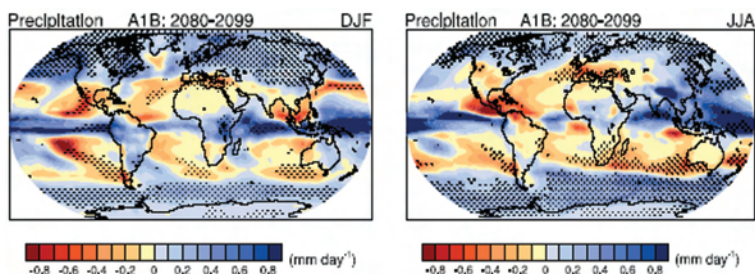 Precipitation A1B: 2080-2099 DJF
Precipitation A1B: 2080-2099 JJA
-0.8 -0.6 -0.4 -0.2 0 0.2 0.4 0.6 0.8 (mm day⁻¹)
-0.8 -0.6 -0.4 -0.2 0 0.2 0.4 0.6 0.8 (mm day⁻¹)